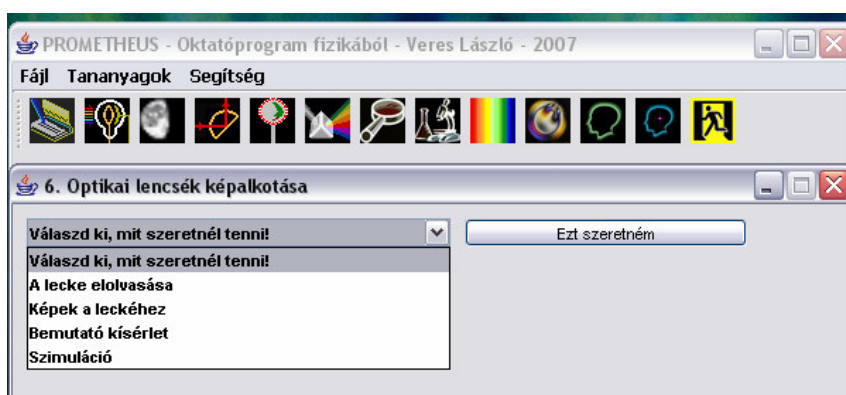 PROMETHEUS - Oktatóprogram fizikából - Veres László - 2007
Fájl Tananyagok Segítség
6. Optikai lencsék képalkotása
Válaszd ki, mit szeretnél tenni! Ezt szeretném
Válaszd ki, mit szeretnél tenni!
A lecke elolvasása
Képek a leckéhez
Bemutató kísérlet
Szimuláció